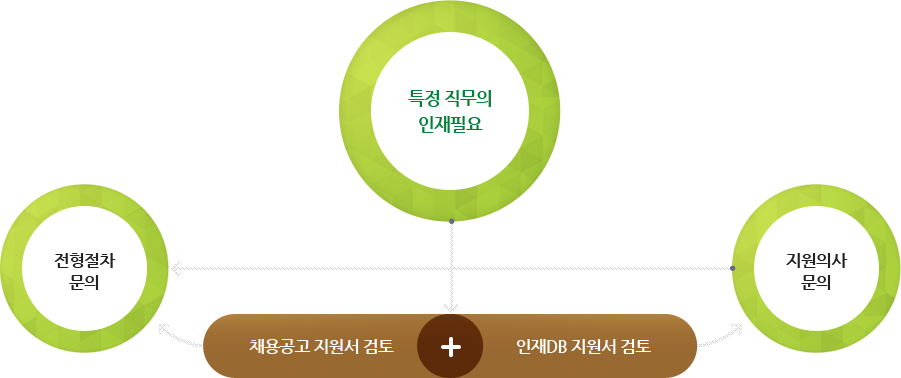 특정 직무의
인재필요
전형절차
문의
지원의사
문의
채용공고 지원서 검토
+
인재DB 지원서 검토